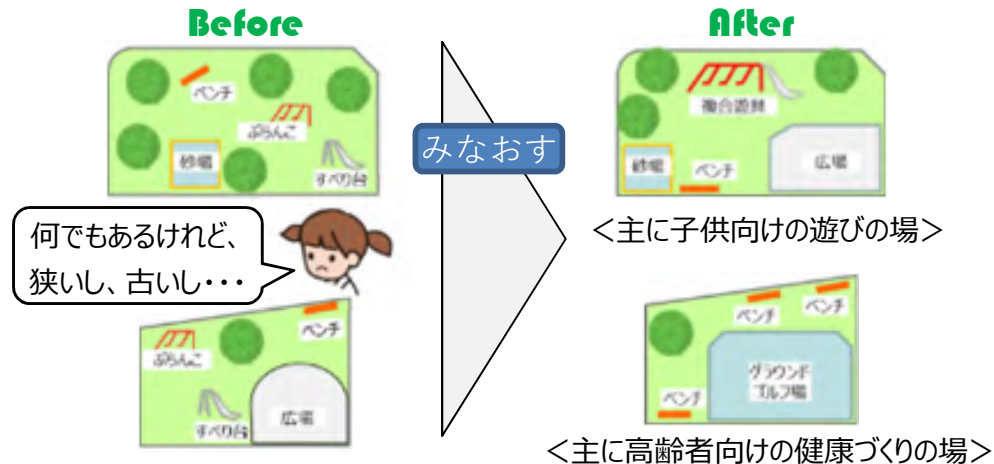 Before
After
ベンチ
ぶらんこ
砂場
すべり台
複合遊具
砂場
ベンチ
広場
みなおす
何でもあるけれど、
狭いし、古いし・・・
<主に子供向けの遊びの場>
ベンチ
ぶらんこ
すべり台
広場
ベンチ
ベンチ
グラウンド
ゴルフ場
ベンチ
<主に高齢者向けの健康づくりの場>